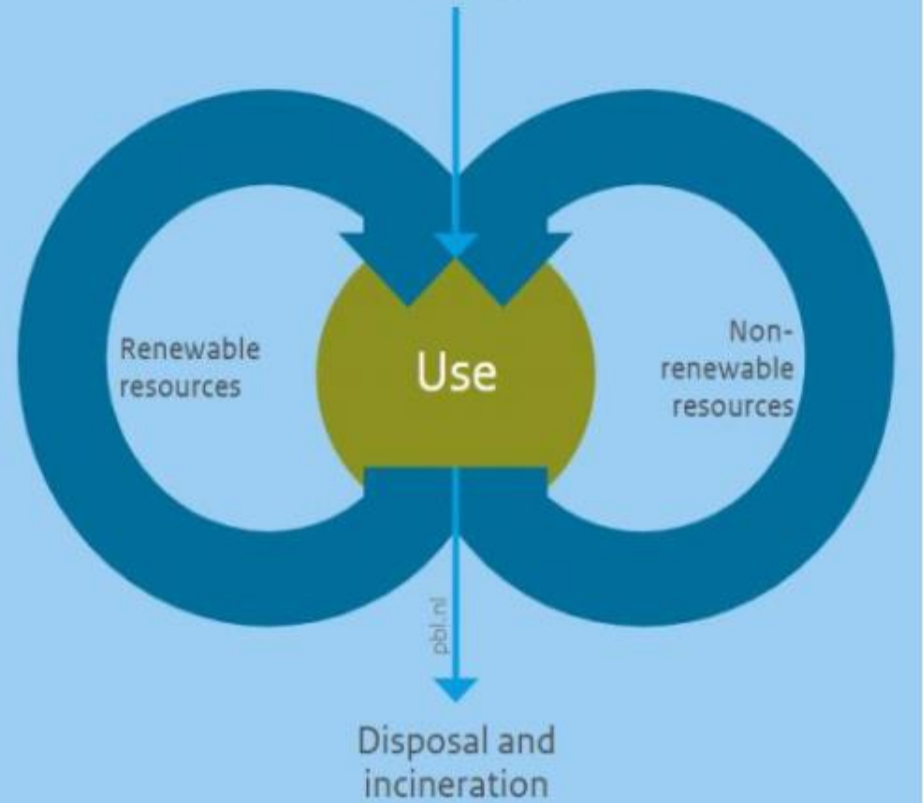 Renewable
resources
Use
Non-
renewable
resources
pbl.nl
Disposal and
incineration